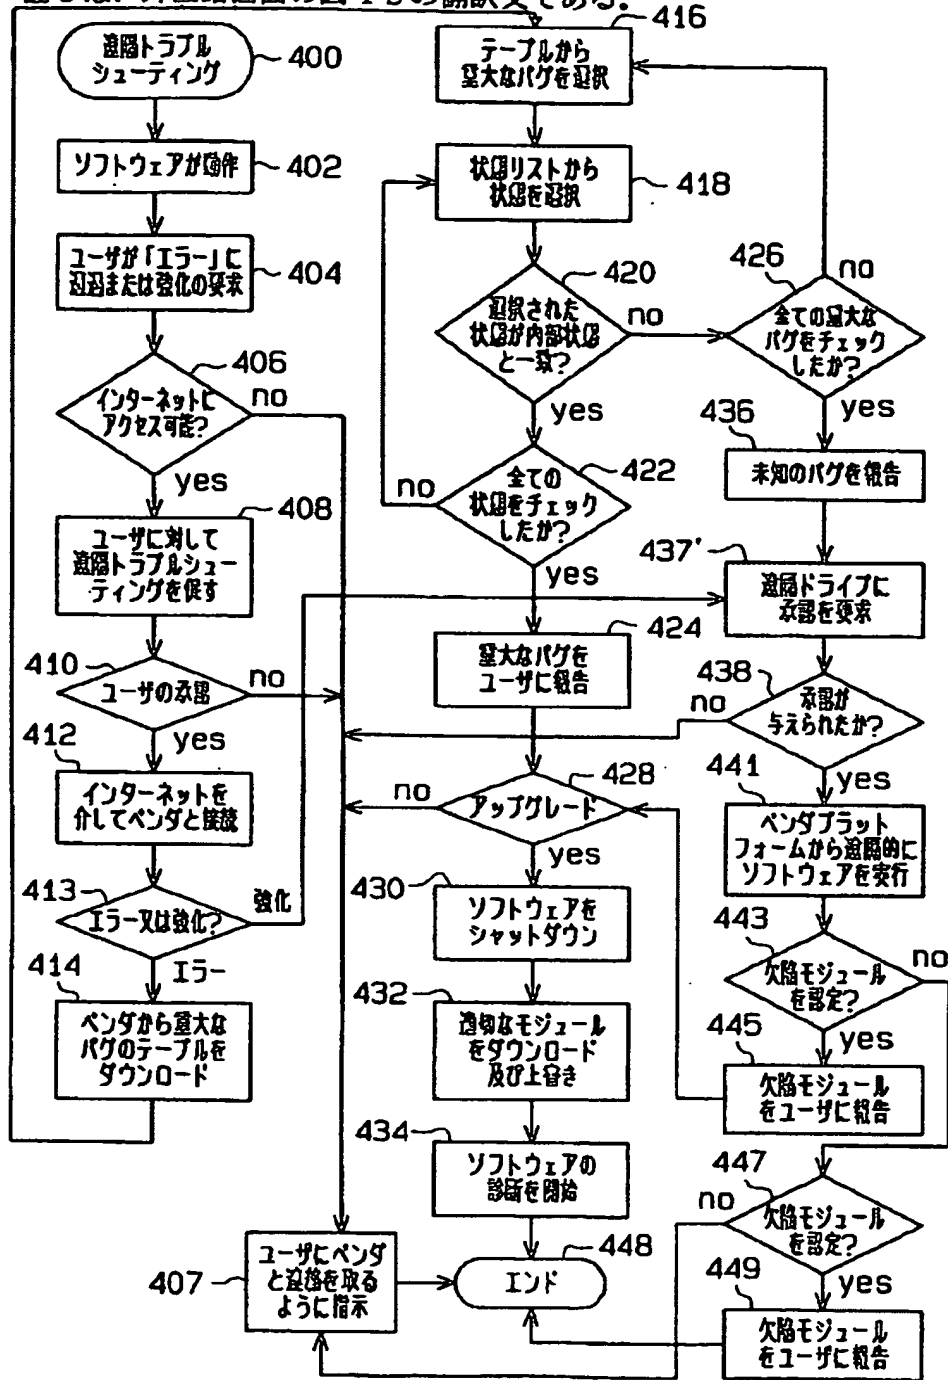 遠隔トラブル
シューティング
400
ソフトウェアが動作
402
ユーザが「エラー」に
遭遇または強化の要求
404
406
インターネットに
アクセス可能?
no
yes
408
ユーザに対して
遠隔トラブルシュー
ティングを促す
410
ユーザの承認
no
yes
412
インターネットを
介してベンダと接続
413
エラー又は強化?
強化
エラー
414
ベンダから重大な
バグのテーブルを
ダウンロード
416
テーブルから
重大なバグを選択
状態リストから
状態を選択
418
420
選択された
状態が内部状態
と一致?
no
yes
422
全ての
状態をチェック
したか?
no
yes
424
重大なバグを
ユーザに報告
428
アップグレード
no
yes
430
ソフトウェアを
シャットダウン
432
適切なモジュール
をダウンロード
及び上書き
434
ソフトウェアの
診断を開始
448
エンド
407
ユーザにベンダ
と連絡を取る
ように指示
426
no
全ての重大な
バグをチェック
したか?
yes
436
未知のバグを報告
437'
遠隔ドライブに
承認を要求
438
no
承認が
与えられたか?
yes
441
ベンダプラット
フォームから遠隔的に
ソフトウェアを実行
443
no
欠陥モジュール
を認定?
yes
445
欠陥モジュール
をユーザに報告
447
no
欠陥モジュール
を認定?
yes
449
欠陥モジュール
をユーザに報告